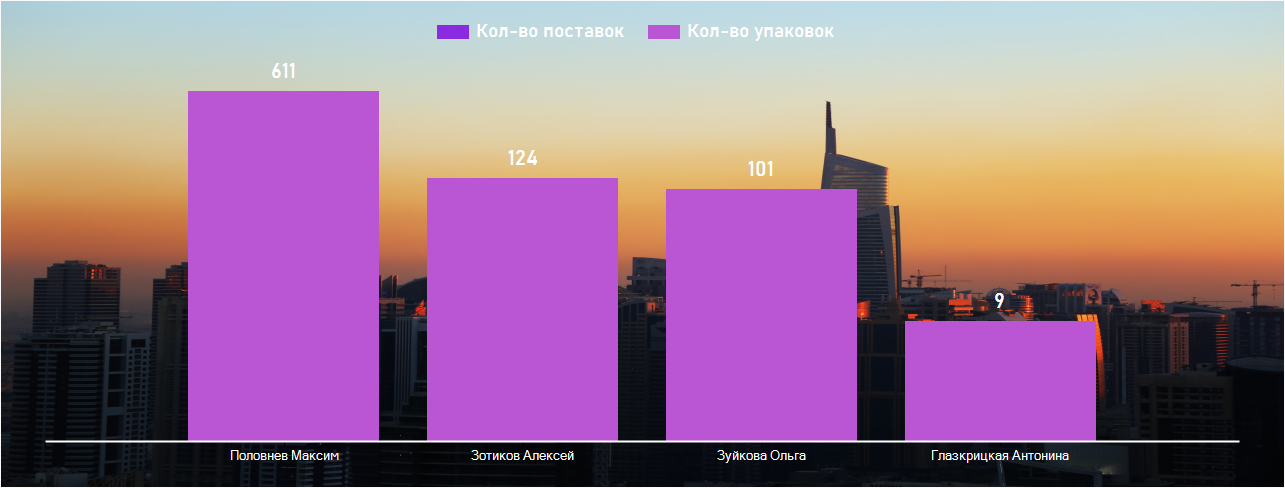 Кол-во поставок Кол-во упаковок
611
124
101
9
Половнев Максим Зотиков Алексей Зуйкова Ольга Глазкрицкая Антонина